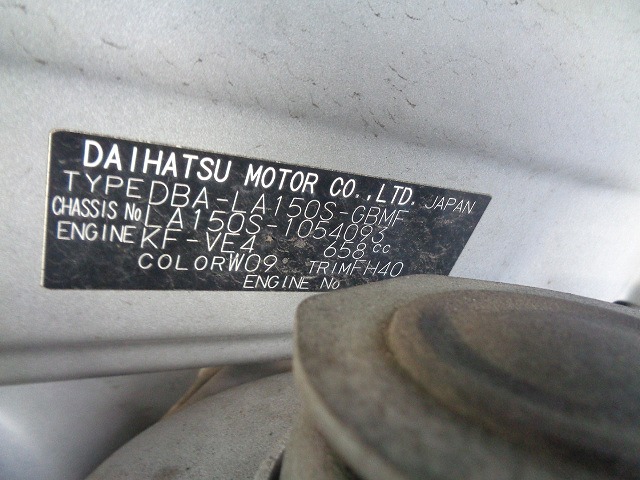 DAIHATSU MOTOR CO.,LTD. JAPAN
TYPE DBA-LA150S-GBMF
CHASSIS No LA150S-1054093
ENGINE KF-VE4 658cc
COLOR W09 TRIM FH40
ENGINE No